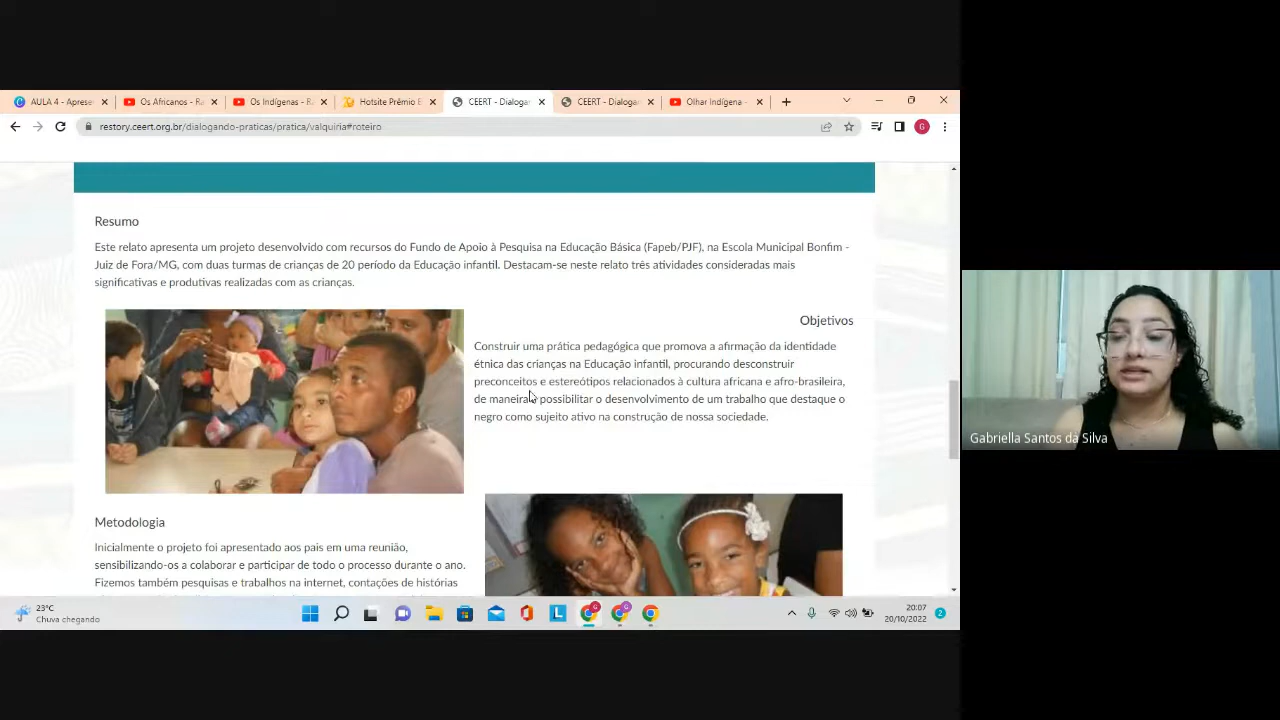 AULA 4 - Aprese
Os Africanos - Ra
Os Indígenas - R
Hotsite Prêmio E
CEERT - Dialoga
CEERT - Dialoga
Olhar Indígena -
restory.ceert.org.br/dialogando-praticas/pratica/valquiria#roteiro
G
Resumo
Este relato apresenta um projeto desenvolvido com recursos do Fundo de Apoio à Pesquisa na Educação Básica (Fapeb/PJF), na Escola Municipal Bonfim -
Juiz de Fora/MG, com duas turmas de crianças de 20 período da Educação infantil. Destacam-se neste relato três atividades consideradas mais
significativas e produtivas realizadas com as crianças.
Objetivos
Construir uma prática pedagógica que promova a afirmação da identidade
étnica das crianças na Educação infantil, procurando desconstruir
preconceitos e estereótipos relacionados à cultura africana e afro-brasileira,
de maneira a possibilitar o desenvolvimento de um trabalho que destaque o
negro como sujeito ativo na construção de nossa sociedade.
Metodologia
Inicialmente o projeto foi apresentado aos pais em uma reunião,
sensibilizando-os a colaborar e participar de todo o processo durante o ano.
Fizemos também pesquisas e trabalhos na internet, contações de histórias
Gabriella Santos da Silva
23°C
Chuva chegando
20:07
20/10/2022
2